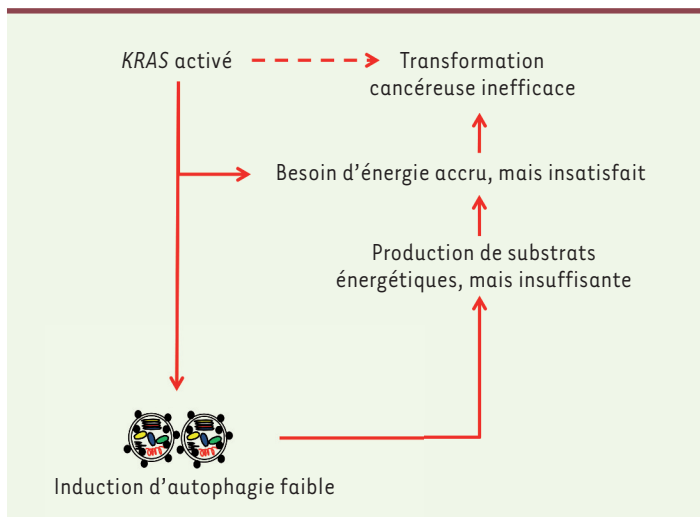 KRAS activé
Transformation
cancéreuse inefficace
Besoin d'énergie accru, mais insatisfait
Production de substrats
énergétiques, mais insuffisante
Induction d'autophagie faible